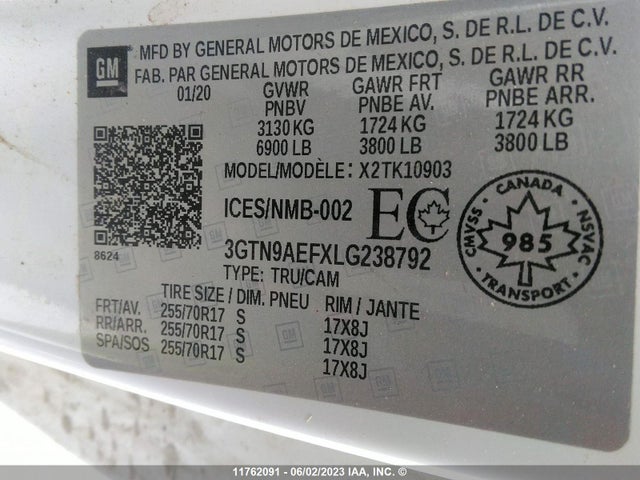 GM
MFD BY GENERAL MOTORS DE MEXICO, S. DE R.L. DE C.V.
FAB. PAR GENERAL MOTORS DE MEXICO, S. DE R.L. DE C.V.
01/20 GVWR GAWR FRT GAWR RR
PNBV PNBE AV. PNBE ARR.
3130 KG 1724 KG 1724 KG
6900 LB 3800 LB 3800 LB
MODEL/MODÈLE: X2TK10903
ICES/NMB-002 EC
CANADA
CMVSS 985 NSVAC
TRANSPORT
8624
3GTN9AEFXLG238792
TYPE: TRU/CAM
TIRE SIZE / DIM. PNEU RIM / JANTE
FRT/AV. 255/70R17 S 17X8J
RR/ARR. 255/70R17 S 17X8J
SPA/SOS 255/70R17 S 17X8J
11762091 - 06/02/2023 IAA, INC. ©